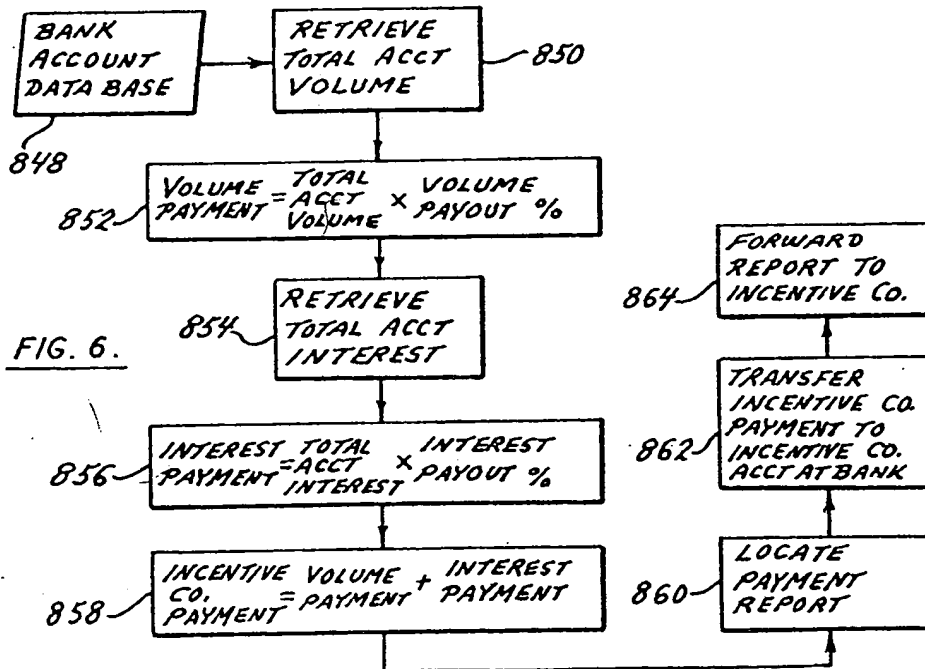 BANK
ACCOUNT
DATA BASE
848
RETRIEVE
TOTAL ACCT
VOLUME
850
VOLUME PAYMENT = TOTAL ACCT VOLUME × VOLUME PAYOUT %
852
RETRIEVE
TOTAL ACCT
INTEREST
854
FIG. 6.
INTEREST PAYMENT = TOTAL ACCT INTEREST × INTEREST PAYOUT %
856
INCENTIVE CO. PAYMENT = VOLUME PAYMENT + INTEREST PAYMENT
858
LOCATE
PAYMENT
REPORT
860
TRANSFER
INCENTIVE CO.
PAYMENT TO
INCENTIVE CO.
ACCT AT BANK
862
FORWARD
REPORT TO
INCENTIVE CO.
864